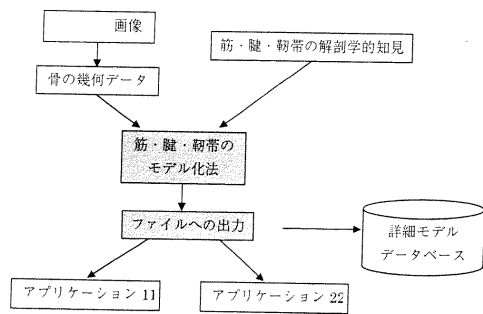 画像
筋・腱・靭帯の解剖学的知見
骨の幾何データ
筋・腱・靭帯の
モデル化法
ファイルへの出力
詳細モデル
データベース
アプリケーション 11
アプリケーション 22